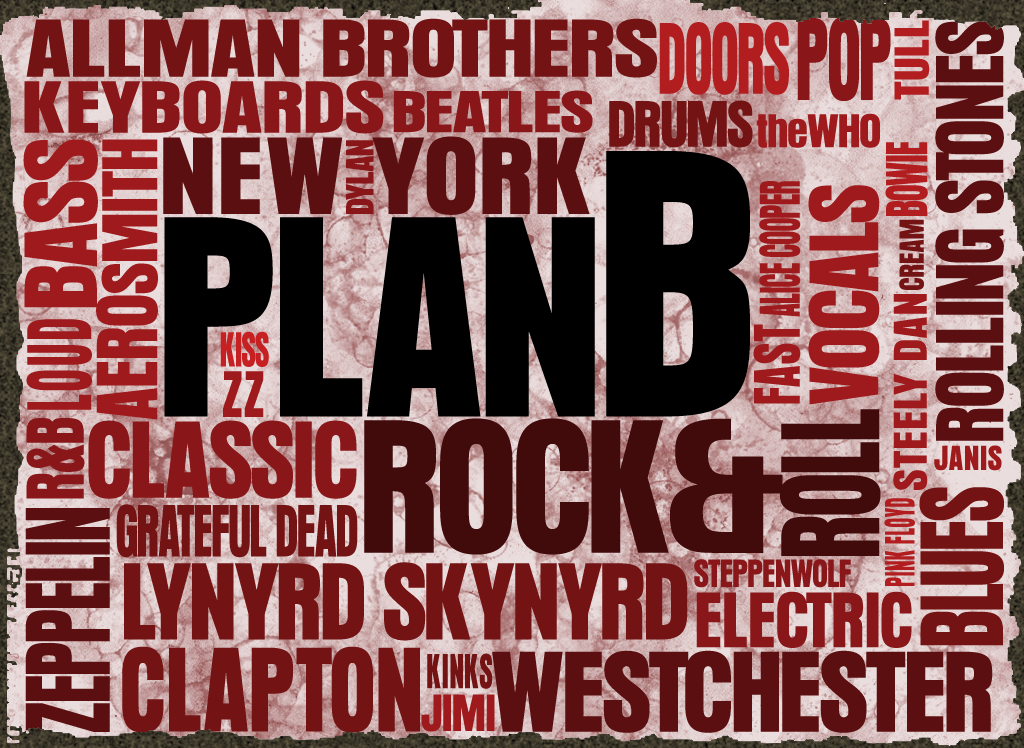 ALLMAN BROTHERS
DOORS
POP
TULL
ROLLING STONES
KEYBOARDS
BEATLES
DRUMS
theWHO
BASS
AEROSMITH
NEW
DYLAN
YORK
BOWIE
PLAN B
ALICE COOPER
VOCALS
CREAM
FAST
STEELY DAN
LOUD
KISS
ZZ
R&B
CLASSIC
ROCK&
ROLL
JANIS
GRATEFUL DEAD
PINK FLOYD
BLUES
ZEPPELIN
LYNYRD SKYNYRD
STEPPENWOLF
ELECTRIC
CLAPTON
KINKS
JIMI
WESTCHESTER